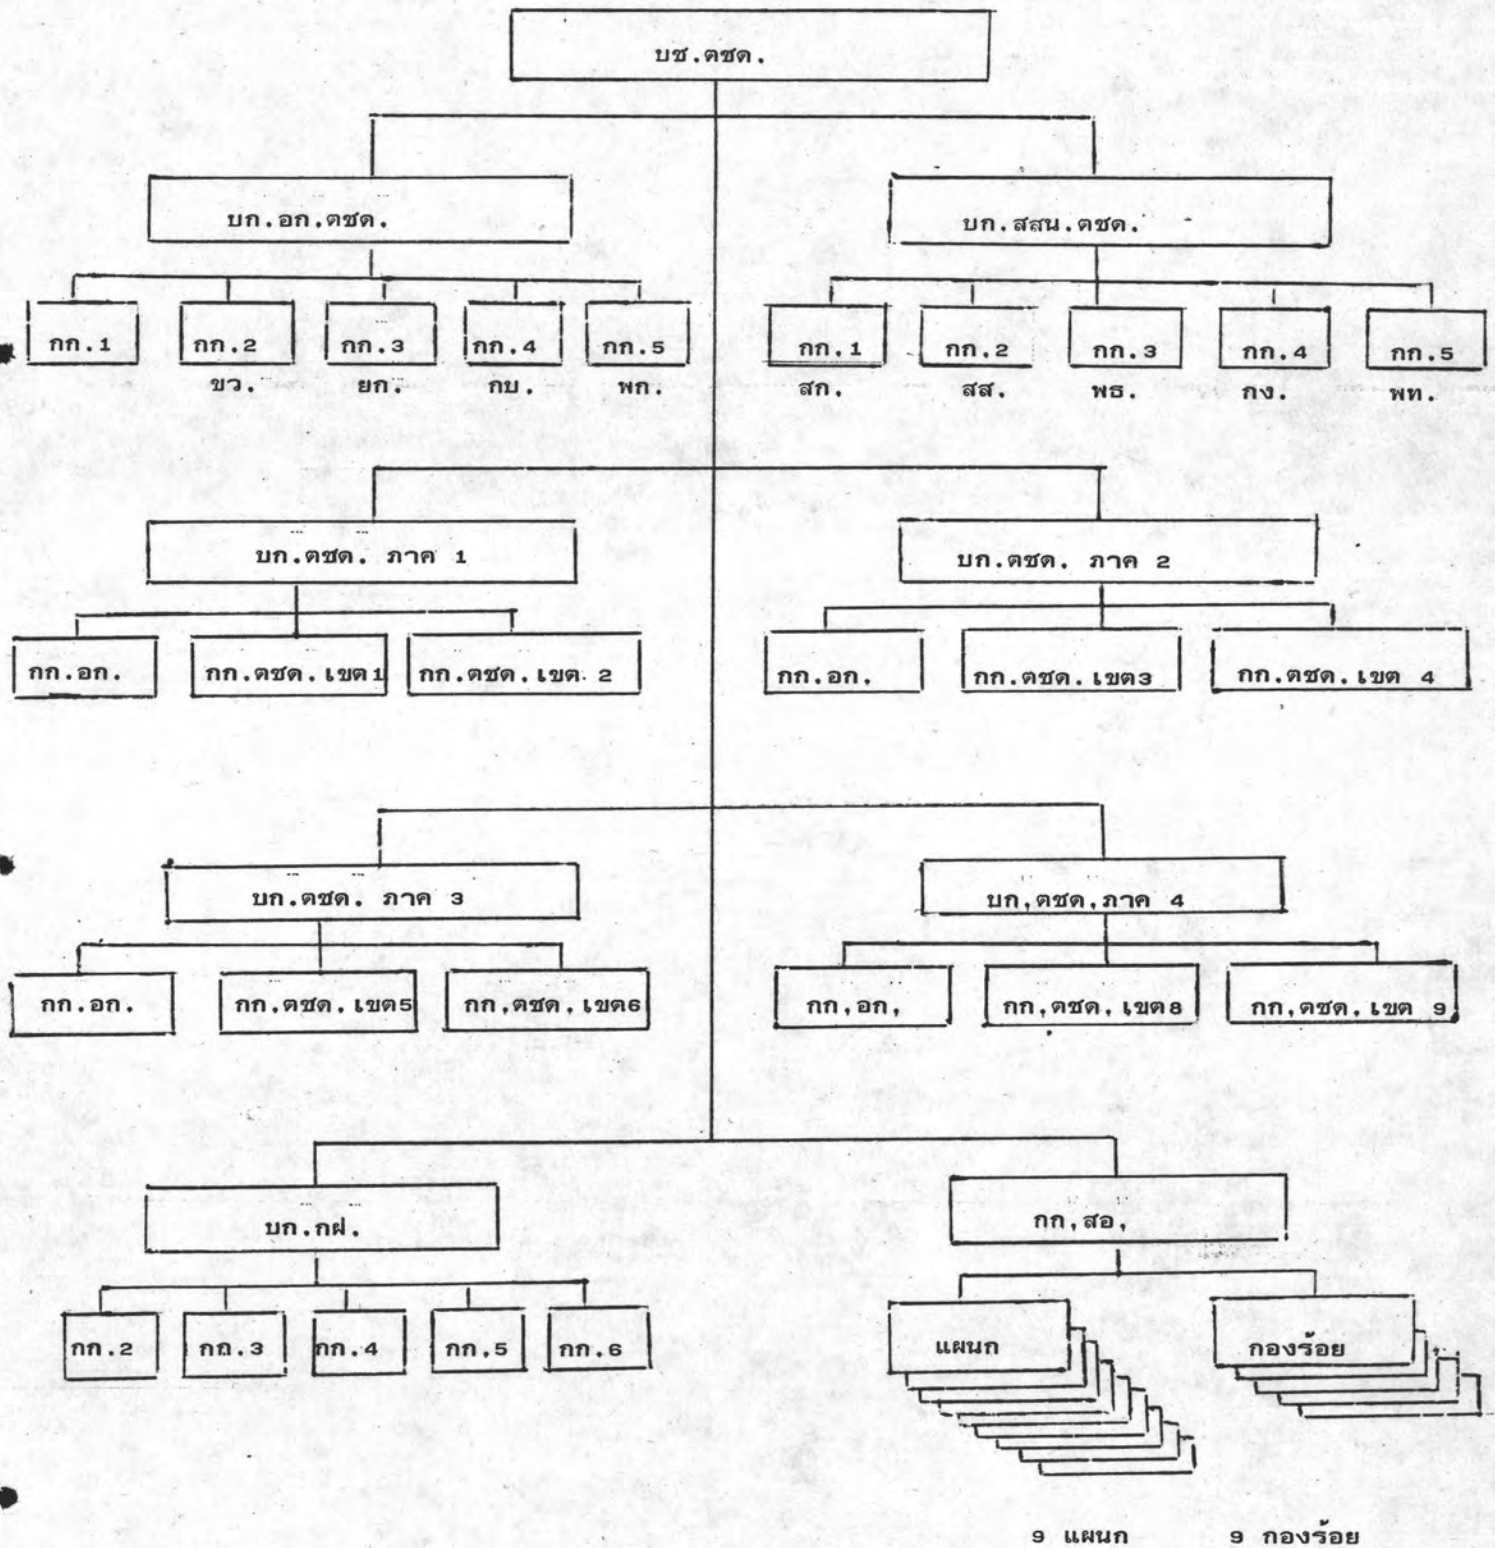 บช.ตชด.
บก.อก.ตชด. บก.สสน.ตชด.
กก.1 กก.2 กก.3 กก.4 กก.5 กก.1 กก.2 กก.3 กก.4 กก.5
ขว. ยก. กบ. พก. สก. สส. พธ. กง. พท.
บก.ตชด. ภาค 1 บก.ตชด. ภาค 2
กก.อก. กก.ตชด.เขต1 กก.ตชด.เขต 2 กก.อก. กก.ตชด.เขต3 กก.ตชด.เขต 4
บก.ตชด. ภาค 3 บก,ตชด,ภาค 4
กก.อก. กก,ตชด,เขต5 กก,ตชด,เขต6 กก,อก, กก,ตชด,เขต8 กก,ตชด,เขต 9
บก.กฝ. กก,สอ,
กก.2 กก.3 กก.4 กก,5 กก.6 แผนก กองร้อย
9 แผนก 9 กองร้อย